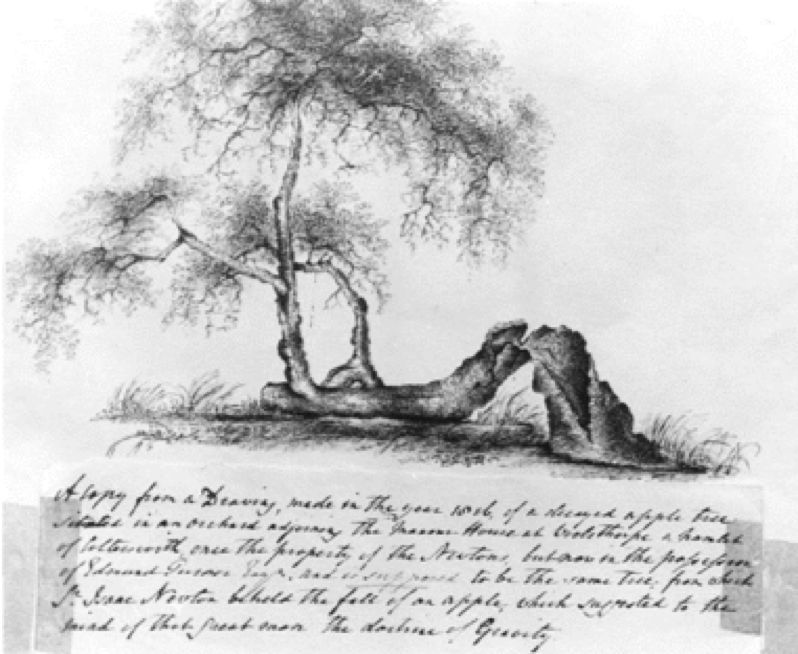 A Copy from a Drawing, made in the year 1816, of a decayed apple tree
situated in an orchard adjoining the Manor House at Woolsthorpe a hamlet
of Colsterworth, once the property of the Newtons, but now in the possession
of Edmund Turnor Esqr., and is supposed to be the same tree, from which
Sr. Isaac Newton beheld the fall of an apple, which suggested to the
mind of that great man the doctrine of Gravity